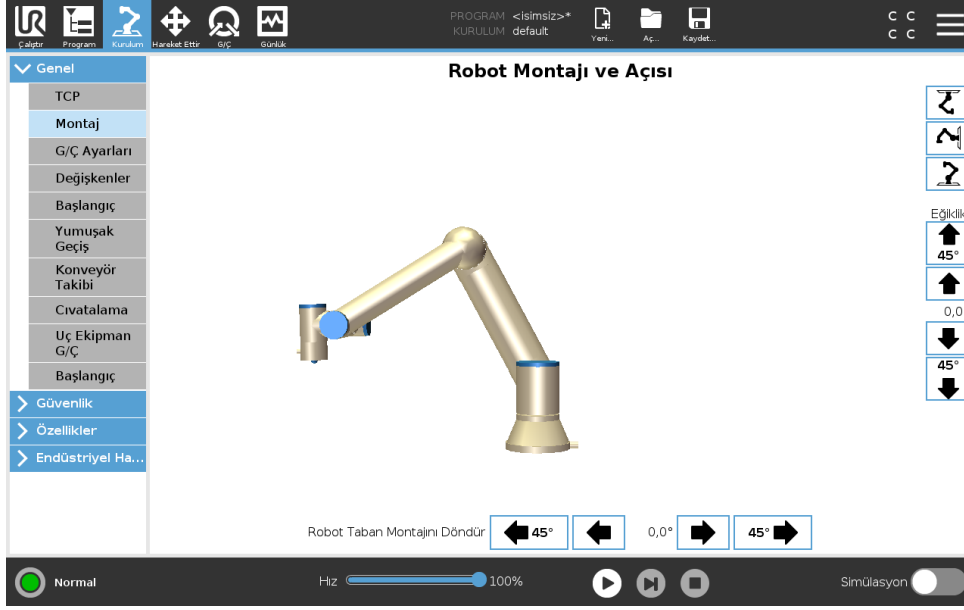 PROGRAM <isimsiz>*
KURULUM default
C C
C C
Çalıştır
Program
Kurulum
Hareket Ettir
G/Ç
Günlük
Yeni...
Aç...
Kaydet...
Genel
TCP
Montaj
G/Ç Ayarları
Değişkenler
Başlangıç
Yumuşak
Geçiş
Konveyör
Takibi
Cıvatalama
Uç Ekipman
G/Ç
Başlangıç
Güvenlik
Özellikler
Endüstriyel Ha...
Robot Montajı ve Açısı
Eğiklik
45°
0,0
45°
Robot Taban Montajını Döndür
45°
0,0°
45°
Normal
Hız
100%
Simülasyon